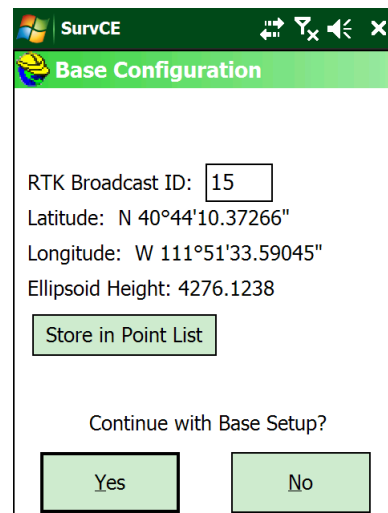 SurvCE
Base Configuration
RTK Broadcast ID: 15
Latitude: N 40°44'10.37266"
Longitude: W 111°51'33.59045"
Ellipsoid Height: 4276.1238
Store in Point List
Continue with Base Setup?
Yes No